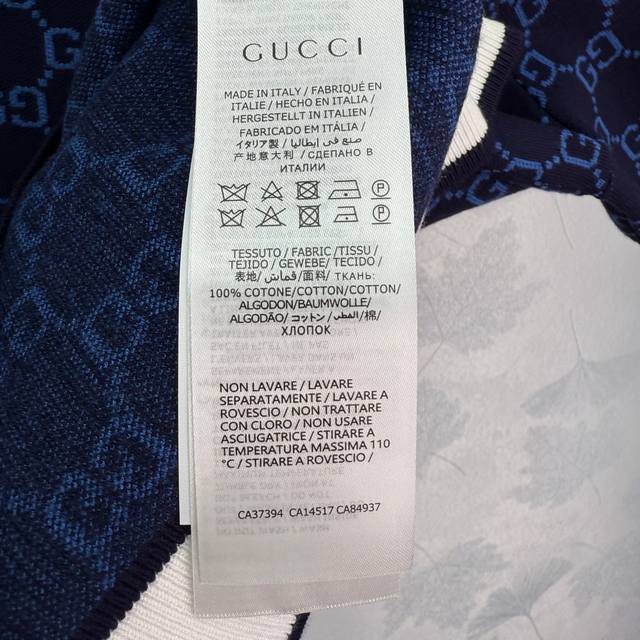 GUCCI
MADE IN ITALY / FABRIQUÉ EN
ITALIE / HECHO EN ITALIA /
HERGESTELLT IN ITALIEN /
FABRICADO EM ITÁLIA /
イタリア製 / صنع في ايطاليا /
产地意大利 / СДЕЛАНО В
ИТАЛИИ
P
P
TESSUTO / FABRIC / TISSU /
TEJIDO / GEWEBE / TECIDO /
表地 / قماش / 面料 / ТКАНЬ:
100% COTONE/COTTON/COTTON/
ALGODON/BAUMWOLLE/
ALGODÃO / コットン / القطن / 棉/
ХЛОПОК
NON LAVARE / LAVARE
SEPARATAMENTE / LAVARE A
ROVESCIO / NON TRATTARE
CON CLORO / NON USARE
ASCIUGATRICE / STIRARE A
TEMPERATURA MASSIMA 110
°C / STIRARE A ROVESCIO /
CA37394 CA14517 CA84937